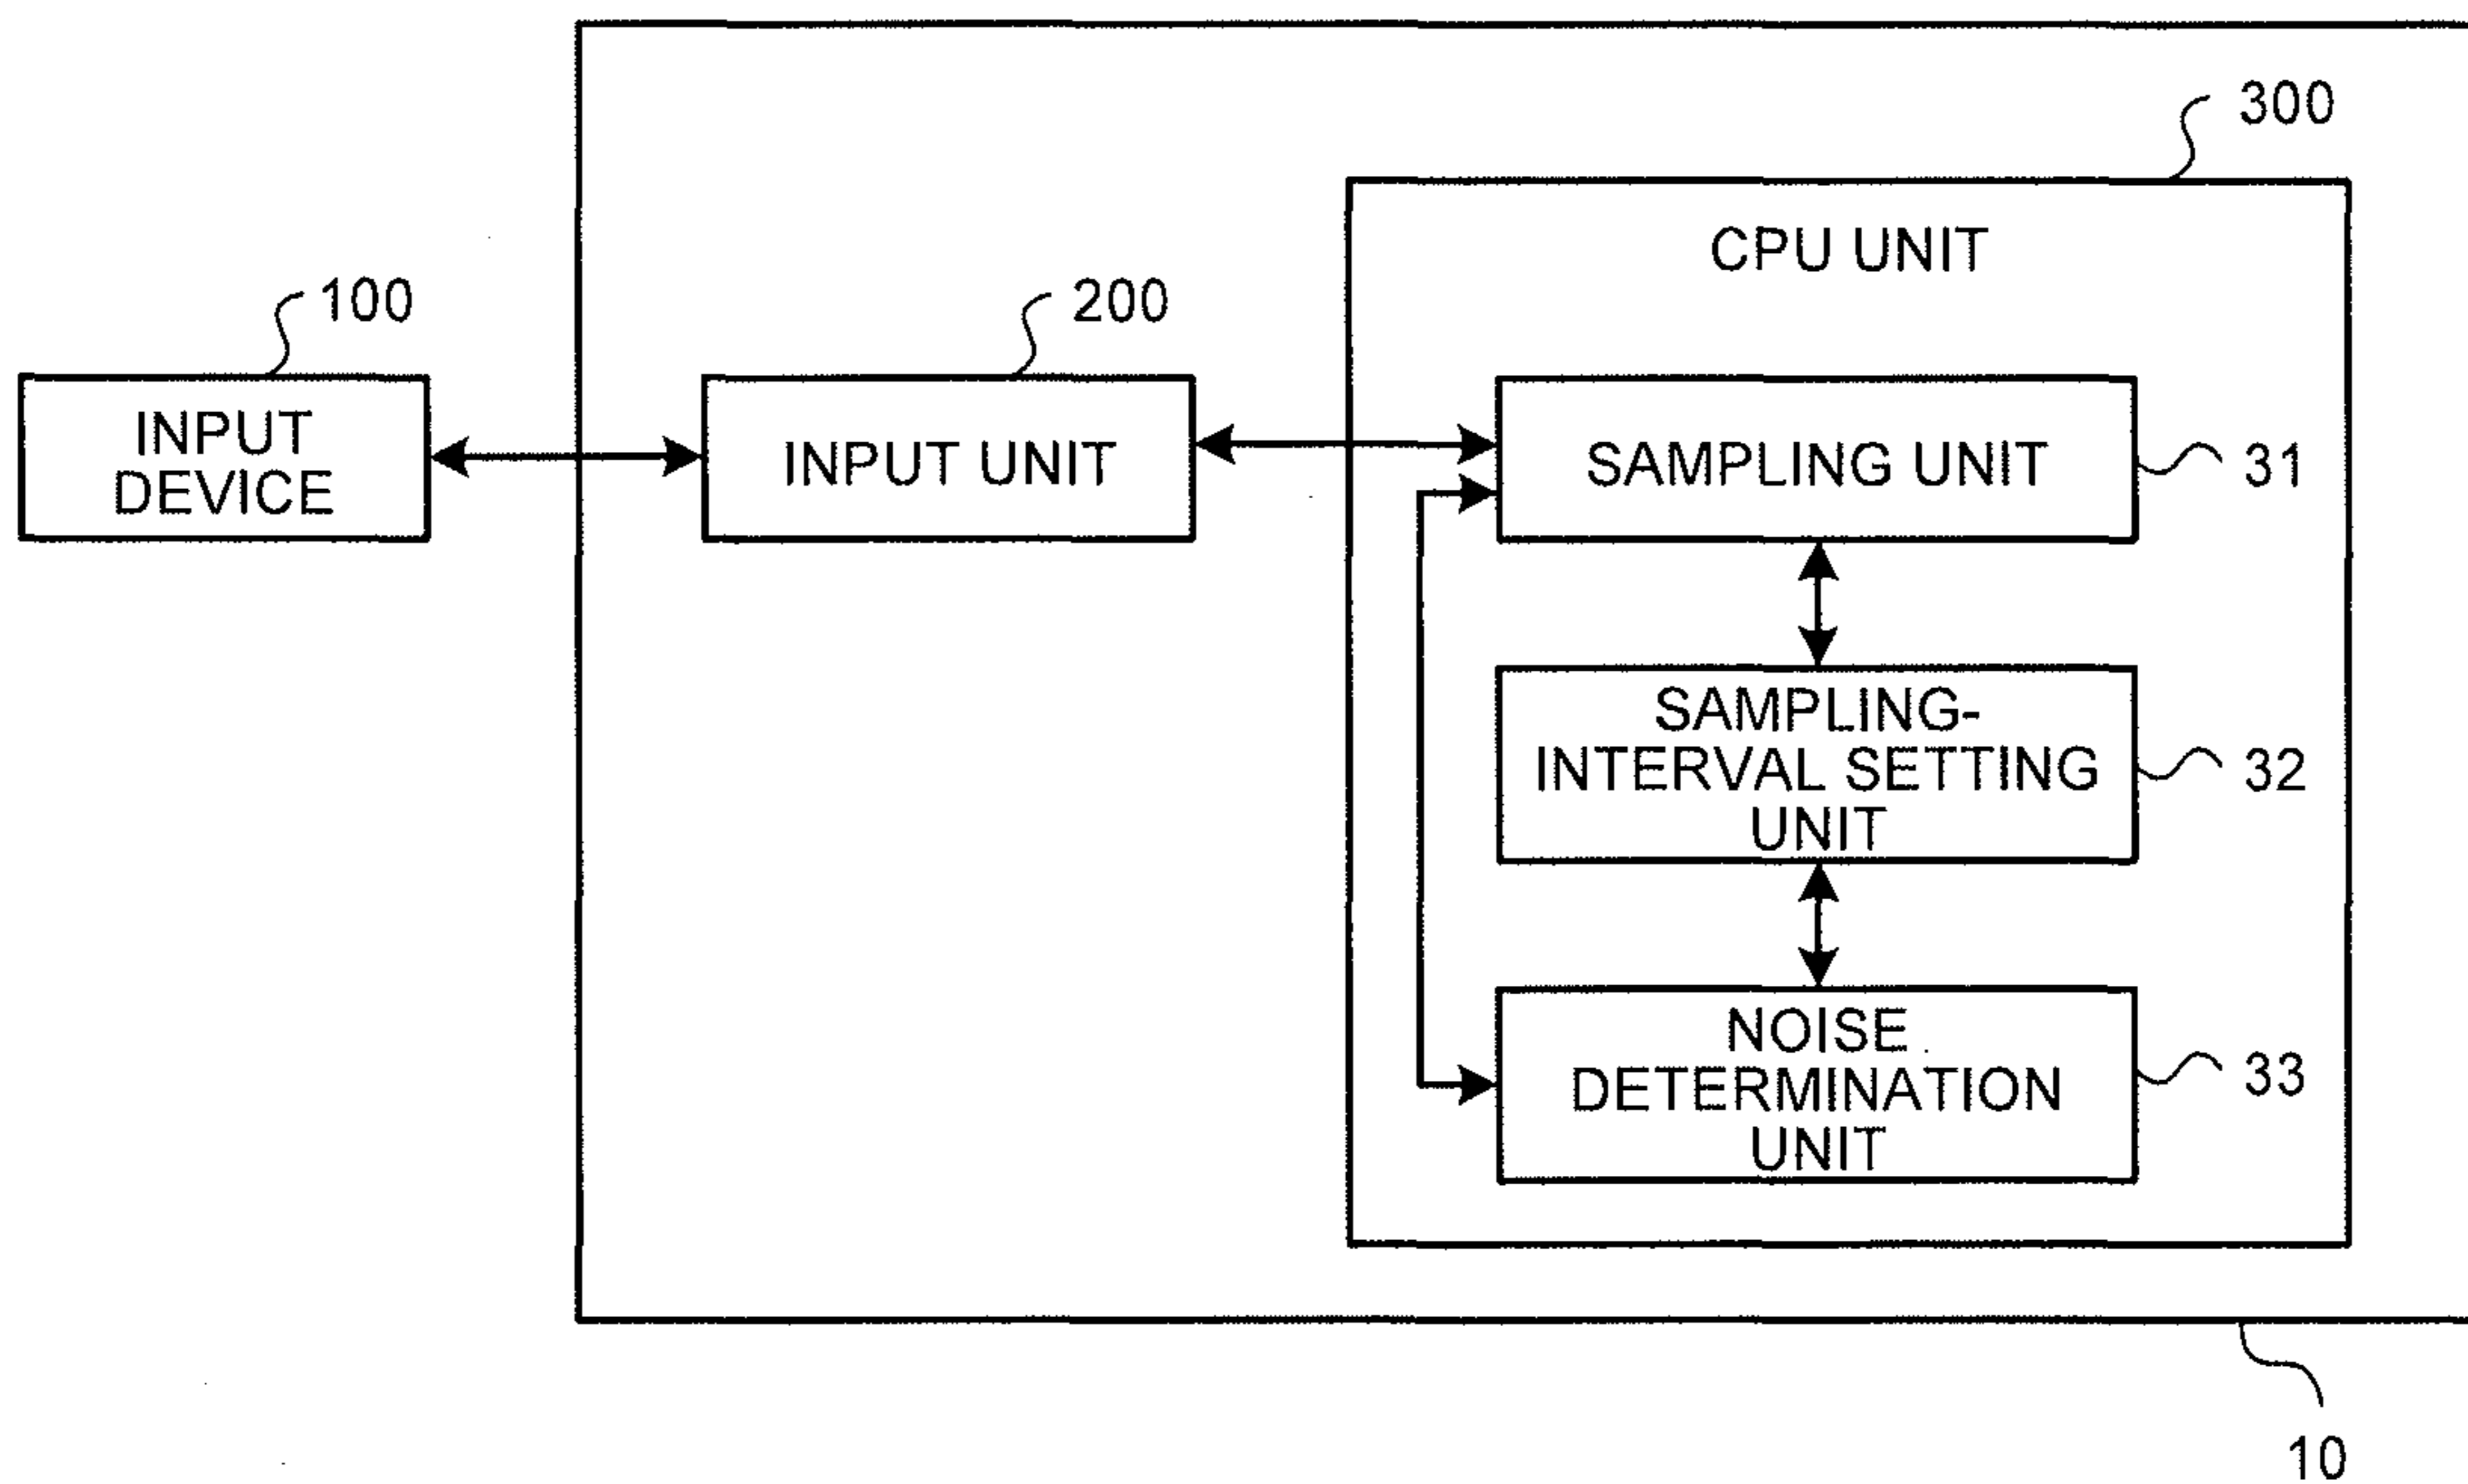 300
CPU UNIT
100
200
INPUT
DEVICE
INPUT UNIT
SAMPLING UNIT
31
SAMPLING-
INTERVAL SETTING
UNIT
32
NOISE
DETERMINATION
UNIT
33
10